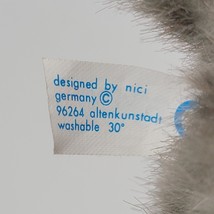 designed by nici
germany ©
96264 altenkunstadt
washable 30°